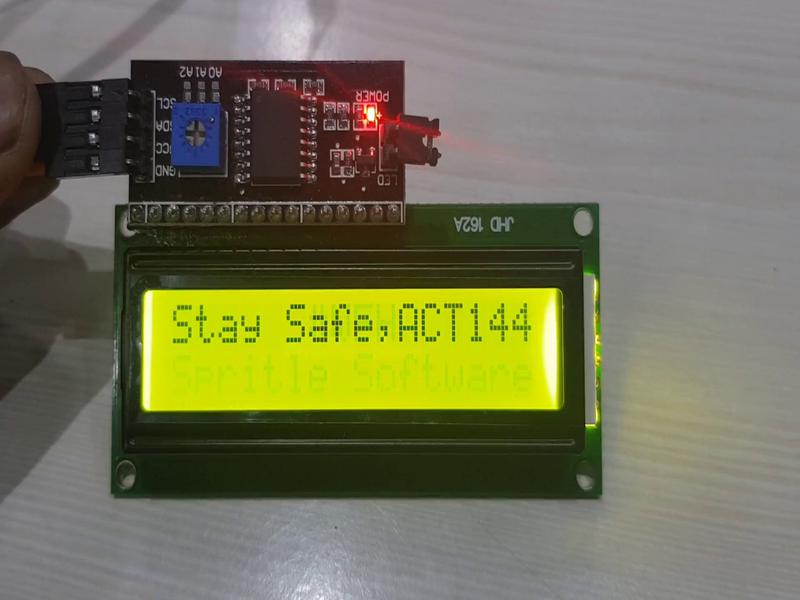 A0 A1 A2
SCL
SDA
VCC
GND
POWER
LED
JHD 162A
Stay Safe,ACT144
Spritle Software